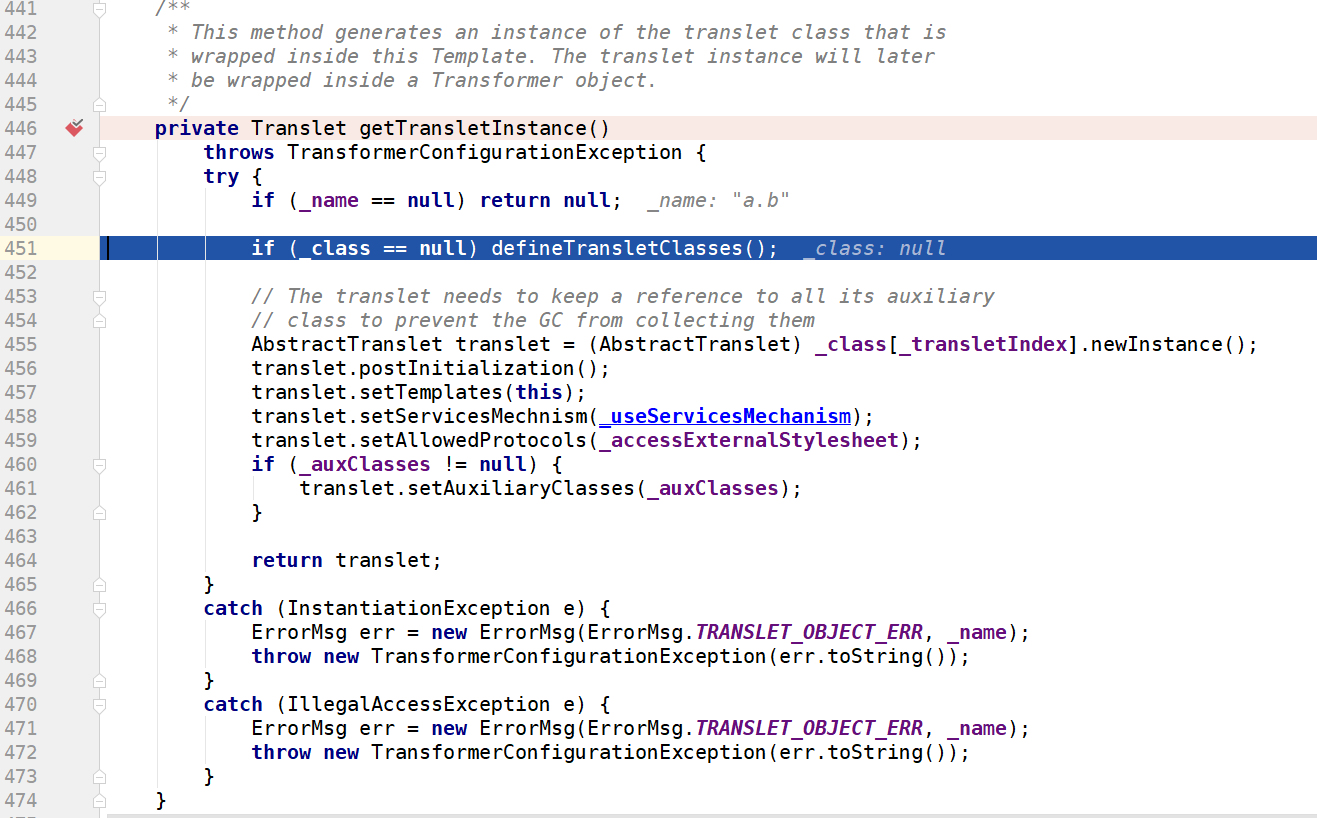 441 /**
442 * This method generates an instance of the translet class that is
443 * wrapped inside this Template. The translet instance will later
444 * be wrapped inside a Transformer object.
445 */
446 private Translet getTransletInstance()
447 throws TransformerConfigurationException {
448 try {
449 if (_name == null) return null; _name: "a.b"
450
451 if (_class == null) defineTransletClasses(); _class: null
452
453 // The translet needs to keep a reference to all its auxiliary
454 // class to prevent the GC from collecting them
455 AbstractTranslet translet = (AbstractTranslet) _class[_transletIndex].newInstance();
456 translet.postInitialization();
457 translet.setTemplates(this);
458 translet.setServicesMechnism(_useServicesMechanism);
459 translet.setAllowedProtocols(_accessExternalStylesheet);
460 if (_auxClasses != null) {
461 translet.setAuxiliaryClasses(_auxClasses);
462 }
463
464 return translet;
465 }
466 catch (InstantiationException e) {
467 ErrorMsg err = new ErrorMsg(ErrorMsg.TRANSLET_OBJECT_ERR, _name);
468 throw new TransformerConfigurationException(err.toString());
469 }
470 catch (IllegalAccessException e) {
471 ErrorMsg err = new ErrorMsg(ErrorMsg.TRANSLET_OBJECT_ERR, _name);
472 throw new TransformerConfigurationException(err.toString());
473 }
474 }